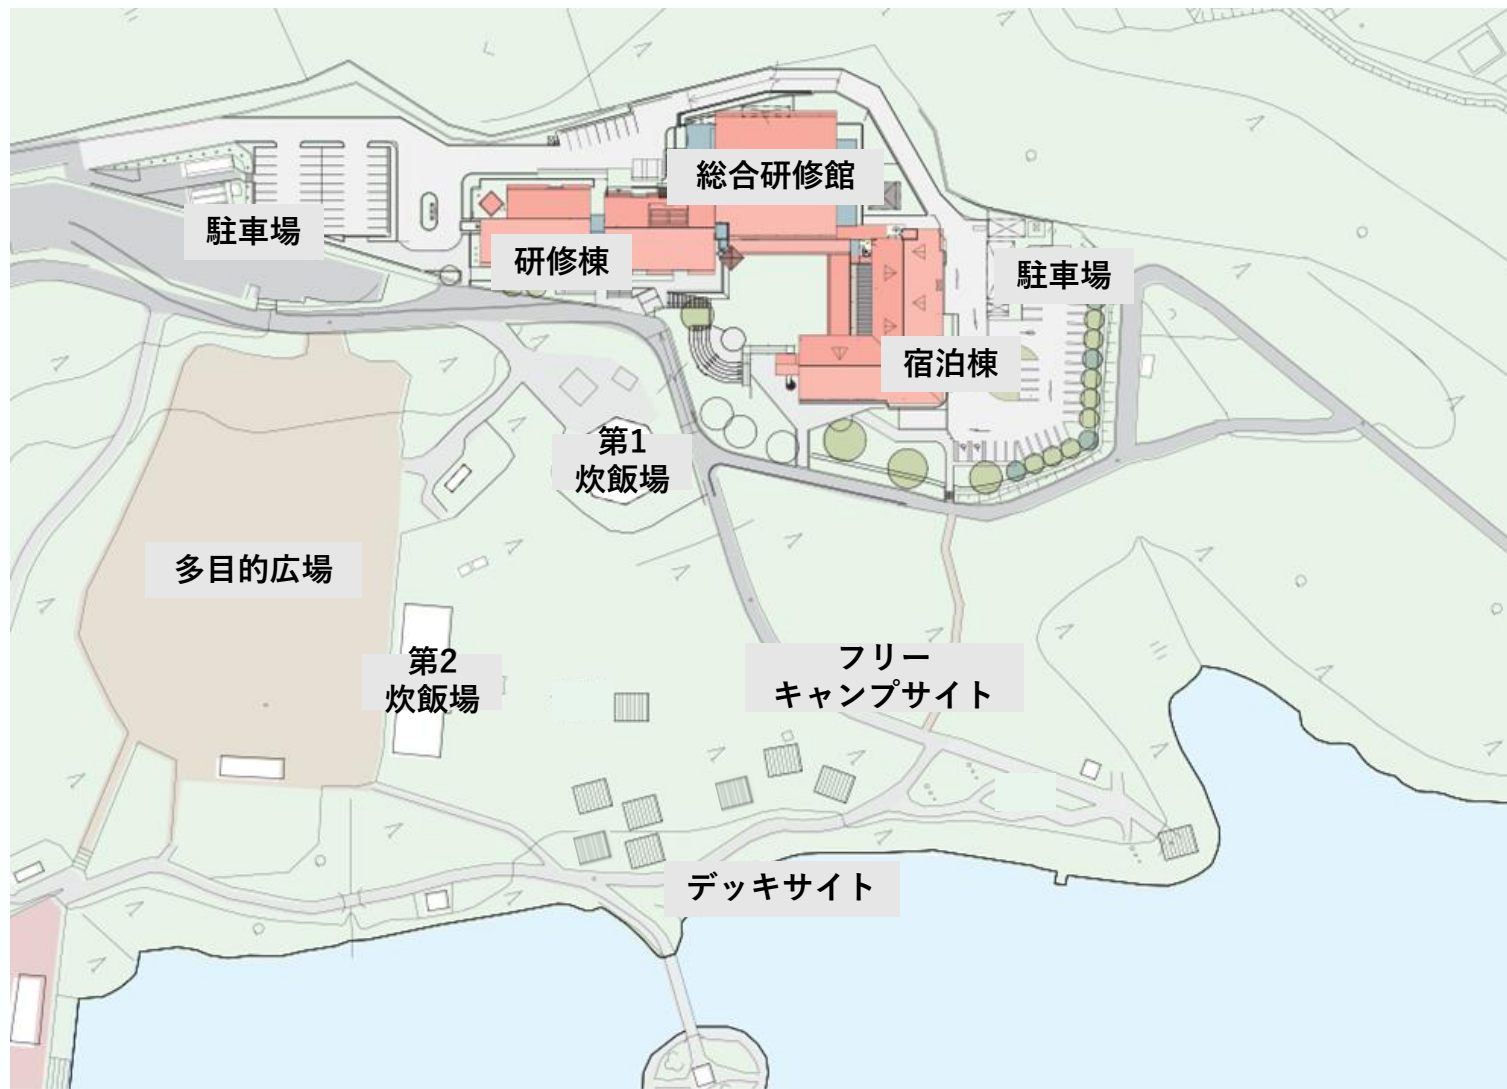 総合研修館
駐車場
研修棟
駐車場
宿泊棟
第1
炊飯場
多目的広場
第2
炊飯場
フリー
キャンプサイト
デッキサイト